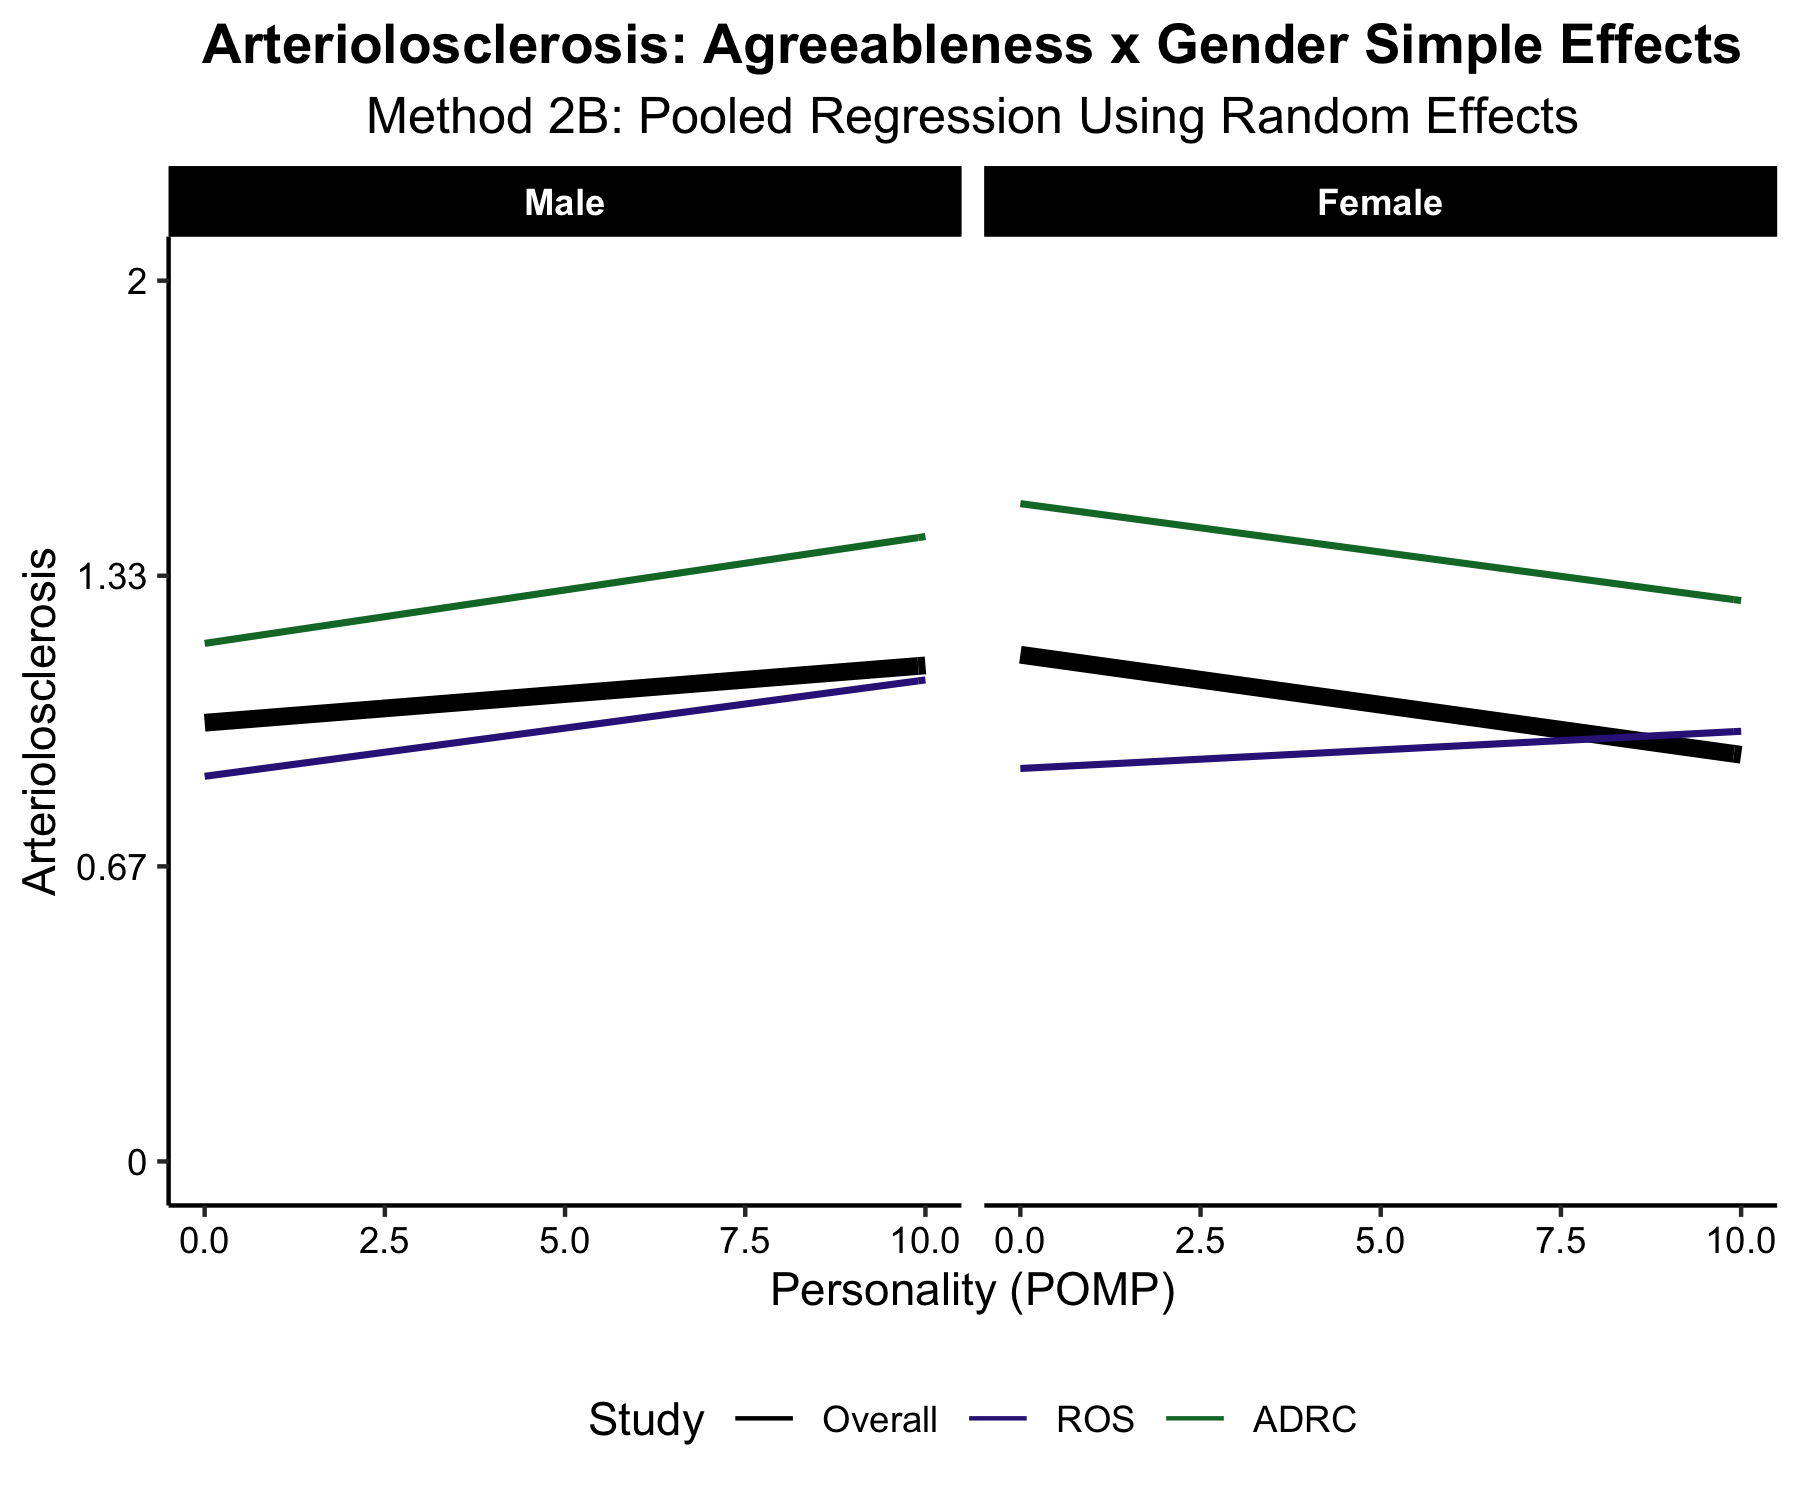 Arteriolosclerosis: Agreeableness x Gender Simple Effects
Method 2B: Pooled Regression Using Random Effects
Male Female
2
1.33
0.67
0
Arteriolosclerosis
0.0 2.5 5.0 7.5 10.0 0.0 2.5 5.0 7.5 10.0
Personality (POMP)
Study Overall ROS ADRC